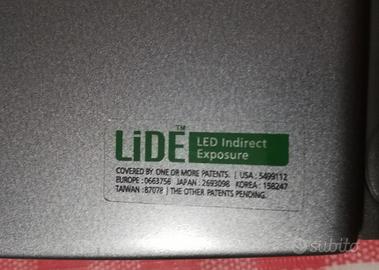 LiDE™ LED Indirect
Exposure
COVERED BY ONE OR MORE PATENTS. | USA : 5499112
EUROPE : 0663756 JAPAN : 2693098 KOREA : 158247
TAIWAN : 87078 | THE OTHER PATENTS PENDING.
subito